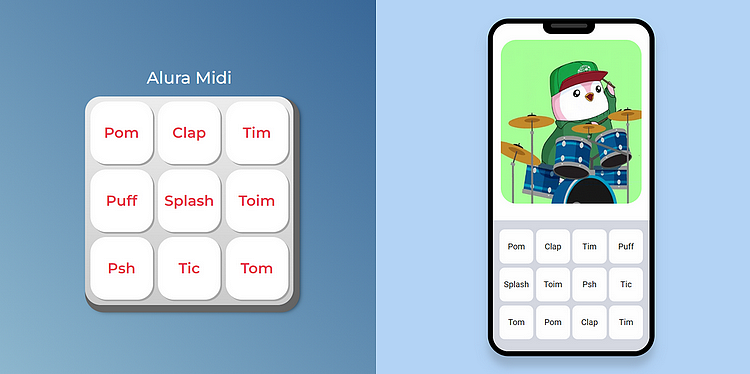 Alura Midi
Pom Clap Tim
Puff Splash Toim
Psh Tic Tom
Pom Clap Tim Puff
Splash Toim Psh Tic
Tom Pom Clap Tim